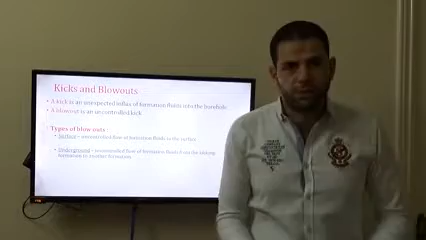 Kicks and Blowouts
• A kick is an unexpected influx of formation fluids into the borehole
• A blowout is an uncontrolled kick
Types of blow outs
• Surface – uncontrolled flow of formation fluids to the surface
• Underground – uncontrolled flow of formation fluids from the kicking
formation to another formation